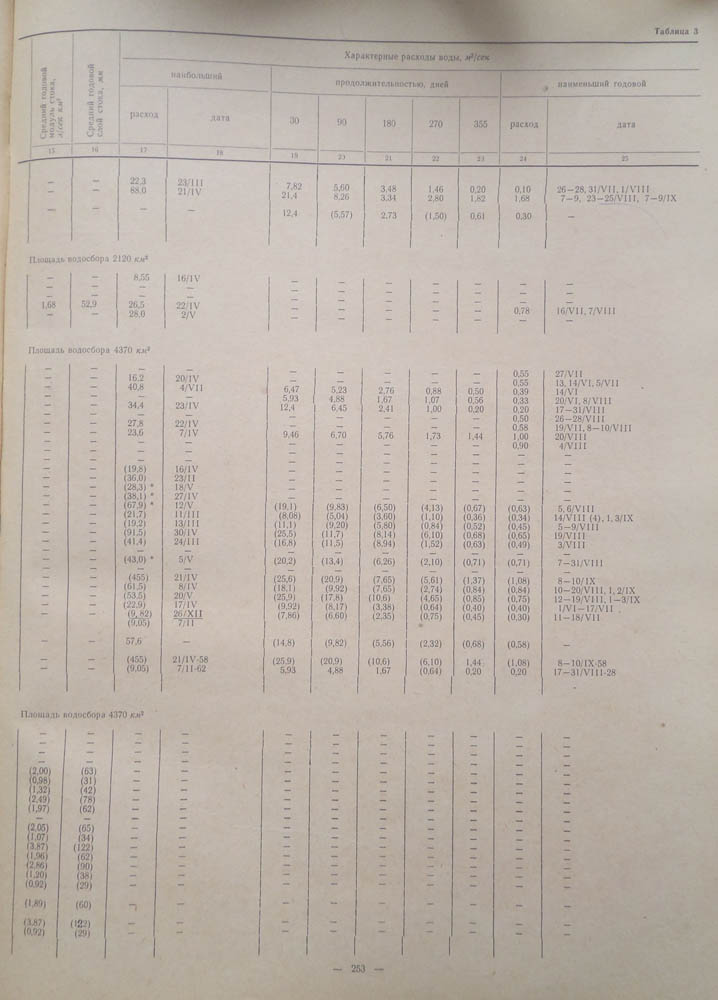 Таблица 3
Средний годовой модуль стока, л/сек км² Средний годовой слой стока, мм Характерные расходы воды, м³/сек
наибольший продолжительностью, дней наименьший годовой
расход дата 30 90 180 270 355 расход дата
15 16 17 18 19 20 21 22 23 24 25
— — 22,3 23/III 7,82 5,60 3,48 1,46 0,20 0,10 26—28, 31/VII, 1/VIII
— — 88,0 21/IV 21,4 8,26 3,34 2,80 1,82 1,68 7—9, 23—25/VIII, 7—9/IX
— — — — 12,4 (5,57) 2,73 (1,50) 0,61 0,30 —
Площадь водосбора 2120 км²
— — 8,55 16/IV — — — — — — —
— — — — — — — — — — —
— — — — — — — — — — —
1,68 52,9 26,5 22/IV — — — — — 0,78 16/VII, 7/VIII
— — 28,0 2/V — — — — — — —
Площадь водосбора 4370 км²
— — — — — — — — — 0,55 27/VII
— — 16,2 20/IV — — — — — 0,55 13, 14/VI, 5/VII
— — 40,8 4/VII 6,47 5,23 2,76 0,88 0,50 0,39 14/VI
— — — — 5,93 4,88 1,67 1,07 0,56 0,33 20/VI, 8/VIII
— — 34,4 23/IV 12,4 6,45 2,41 1,00 0,20 0,20 17—31/VIII
— — — — — — — — — 0,50 26—28/VIII
— — 27,8 22/IV — — — — — 0,58 19/VII, 8—10/VIII
— — 23,6 7/IV 9,46 6,70 5,76 1,73 1,44 1,00 20/VIII
— — — — — — — — — 0,90 4/VIII
— — — — — — — — — — —
— — — — — — — — — — —
— — (19,8) 16/IV — — — — — — —
— — (36,0) 23/II — — — — — — —
— — (28,3) * 18/V — — — — — — —
— — (38,1) * 27/IV — — — — — — —
— — (67,9) * 12/V (19,1) (9,83) (6,50) (4,13) (0,67) (0,63) 5, 6/VIII
— — (21,7) 11/III (8,08) (5,04) (3,60) (1,10) (0,36) (0,34) 14/VIII (4), 1, 3/IX
— — (19,2) 13/III (11,1) (9,20) (5,80) (0,84) (0,52) (0,45) 5—9/VIII
— — (91,5) 30/IV (25,5) (11,7) (8,14) (6,10) (0,68) (0,65) 19/VIII
— — (41,4) 24/III (16,8) (11,5) (8,94) (1,52) (0,63) (0,49) 3/VIII
— — — — — — — — — — —
— — (43,0) * 5/V (20,2) (13,4) (6,26) (2,10) (0,71) (0,71) 7—31/VIII
— — — — — — — — — — —
— — (455) 21/IV (25,6) (20,9) (7,65) (5,61) (1,37) (1,08) 8—10/IX
— — (61,5) 8/IV (18,1) (9,92) (7,65) (2,74) (0,84) (0,84) 10—20/VIII, 1, 2/IX
— — (53,5) 20/V (25,9) (17,8) (10,6) (4,65) (0,85) (0,75) 12—19/VIII, 1—3/IX
— — (22,9) 17/IV (9,92) (8,17) (3,38) (0,64) (0,40) (0,40) 1/VI—17/VII
— — (9,82) 26/XII (7,86) (6,60) (2,35) (0,75) (0,45) (0,30) 11—18/VII
— — (9,05) 7/II
— — 57,6 — (14,8) (9,82) (5,56) (2,32) (0,68) (0,58) —
— — (455) 21/IV-58 (25,9) (20,9) (10,6) (6,10) 1,44 (1,08) 8—10/IX-58
— — (9,05) 7/II-62 5,93 4,88 1,67 (0,64) 0,20 0,20 17—31/VIII-28
Площадь водосбора 4370 км²
— — — — — — — — — — —
— — — — — — — — — — —
— — — — — — — — — — —
— — — — — — — — — — —
(2,00) (63) — — — — — — — — —
(0,98) (31) — — — — — — — — —
(1,32) (42) — — — — — — — — —
(2,49) (78) — — — — — — — — —
(1,97) (62) — — — — — — — — —
— — — — — — — — — — —
(2,05) (65) — — — — — — — — —
(1,07) (34) — — — — — — — — —
(3,87) (122) — — — — — — — — —
(1,96) (62) — — — — — — — — —
(2,86) (90) — — — — — — — — —
(1,20) (38) — — — — — — — — —
(0,92) (29) — — — — — — — — —
(1,89) (60) — — — — — — — — —
(3,87) (122) — — — — — — — — —
(0,92) (29) — — — — — — — — —
— 253 —